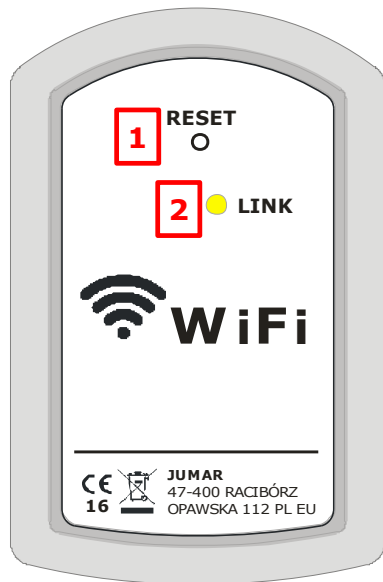 RESET
1
2
LINK
WiFi
CE
16
JUMAR
47-400 RACIBÓRZ
OPAWSKA 112 PL EU